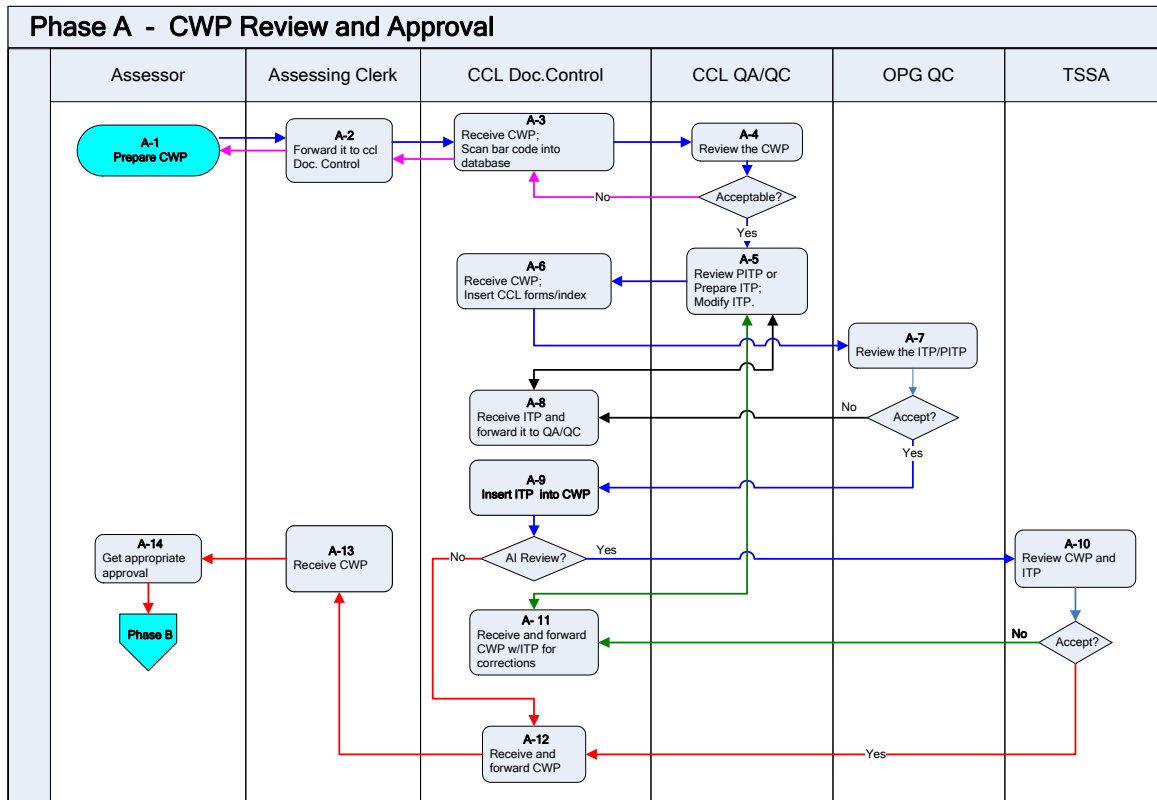 Phase A - CWP Review and Approval
Assessor
Assessing Clerk
CCL Doc.Control
CCL QA/QC
OPG QC
TSSA
A-1
Prepare CWP
A-2
Forward it to ccl
Doc. Control
A-3
Receive CWP;
Scan bar code into
database
A-4
Review the CWP
Acceptable?
No
Yes
A-5
Review PITP or
Prepare ITP;
Modify ITP.
A-6
Receive CWP;
Insert CCL forms/index
A-7
Review the ITP/PITP
Accept?
No
Yes
A-8
Receive ITP and
forward it to QA/QC
A-9
Insert ITP into CWP
AI Review?
No
Yes
A-10
Review CWP and
ITP
Accept?
No
Yes
A- 11
Receive and forward
CWP w/ITP for
corrections
A-12
Receive and
forward CWP
A-13
Receive CWP
A-14
Get appropriate
approval
Phase B